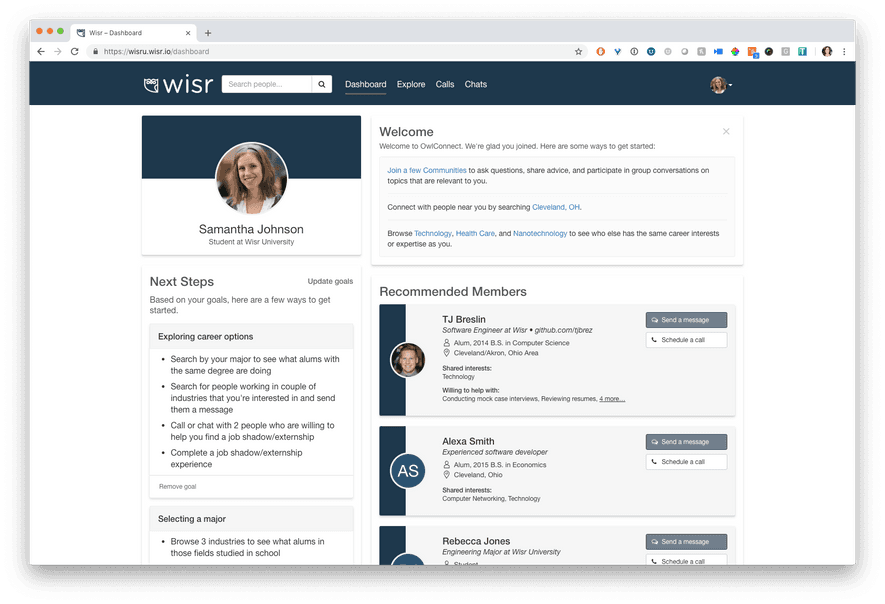 Wisr – Dashboard
https://wisru.wisr.io/dashboard
wisr
Search people...
Dashboard
Explore
Calls
Chats
Samantha Johnson
Student at Wisr University
Next Steps
Update goals
Based on your goals, here are a few ways to get
started.
Exploring career options
• Search by your major to see what alums with
the same degree are doing
• Search for people working in couple of
industries that you're interested in and send
them a message
• Call or chat with 2 people who are willing to
help you find a job shadow/externship
• Complete a job shadow/externship
experience
Remove goal
Selecting a major
• Browse 3 industries to see what alums in
those fields studied in school
Welcome
Welcome to OwlConnect. We're glad you joined. Here are some ways to get started:
Join a few Communities to ask questions, share advice, and participate in group conversations on
topics that are relevant to you.
Connect with people near you by searching Cleveland, OH.
Browse Technology, Health Care, and Nanotechnology to see who else has the same career interests
or expertise as you.
Recommended Members
TJ Breslin
Software Engineer at Wisr • github.com/tjbrez
Alum, 2014 B.S. in Computer Science
Cleveland/Akron, Ohio Area
Shared interests:
Technology
Willing to help with:
Conducting mock case interviews, Reviewing resumes, 4 more...
Send a message
Schedule a call
AS
Alexa Smith
Experienced software developer
Alum, 2015 B.S. in Economics
Cleveland, Ohio
Shared interests:
Computer Networking, Technology
Send a message
Schedule a call
Rebecca Jones
Engineering Major at Wisr University
Student
Send a message
Schedule a call